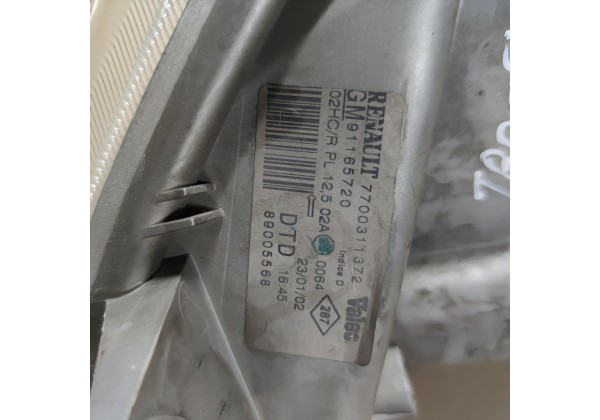 RENAULT 7700311372
GM 91165720
Valeo
02HC/R PL 12,5 02A 0064
Indice D
287
DTD 23/01/02
16:45
89005568